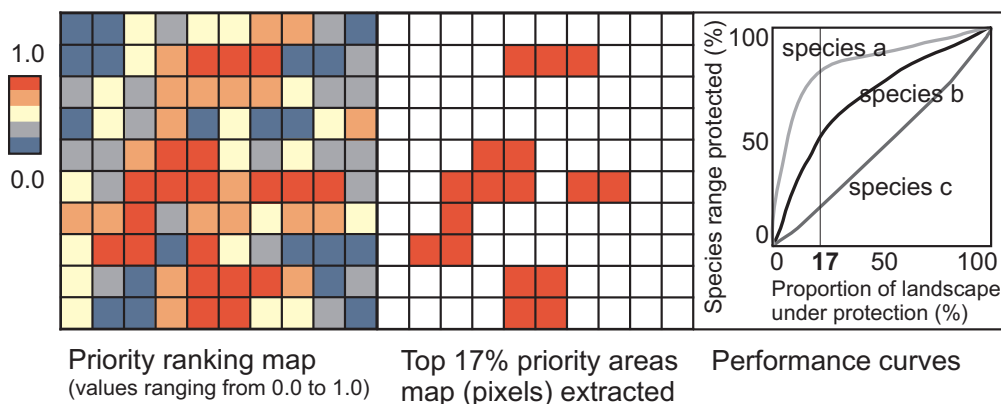 1.0
0.0
Priority ranking map
(values ranging from 0.0 to 1.0)
Top 17% priority areas
map (pixels) extracted
Species range protected (%)
100
50
0
species a
species b
species c
0 17 50 100
Proportion of landscape
under protection (%)
Performance curves